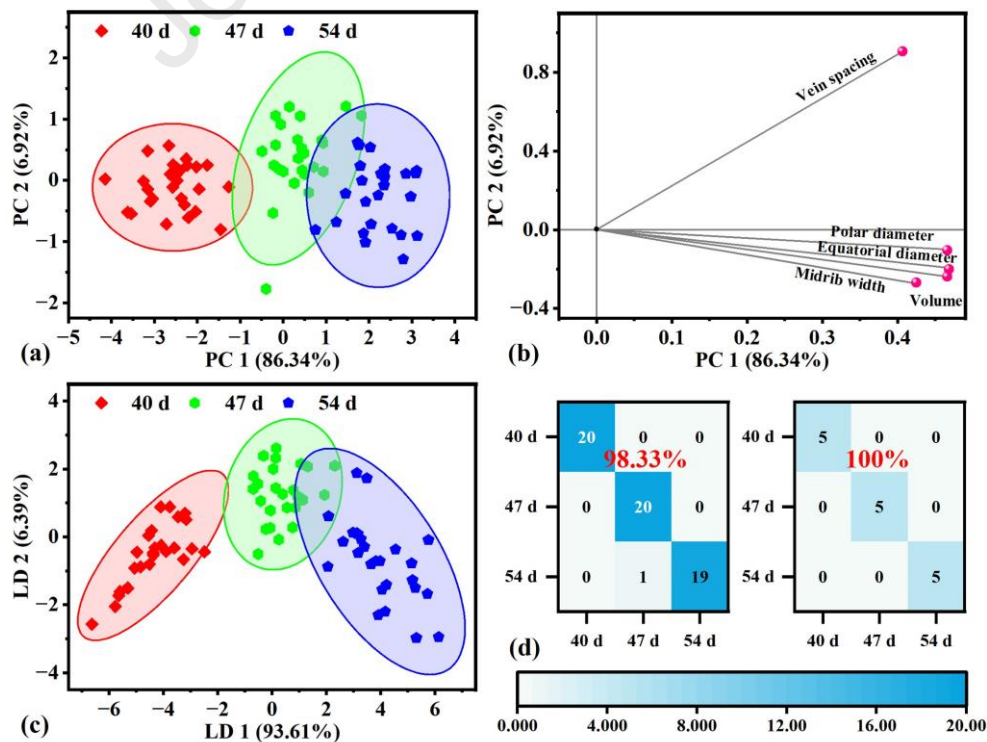 40 d 47 d 54 d
2
1
0
-1
-2
PC 2 (6.92%)
-5 -4 -3 -2 -1 0 1 2 3 4
(a) PC 1 (86.34%)
0.8
0.4
0.0
-0.4
PC 2 (6.92%)
Vein spacing
Polar diameter
Equatorial diameter
Midrib width
Volume
0.0 0.1 0.2 0.3 0.4
(b) PC 1 (86.34%)
40 d 47 d 54 d
4
2
0
-2
-4
LD 2 (6.39%)
-6 -4 -2 0 2 4 6
(c) LD 1 (93.61%)
40 d 20 0 0
98.33%
47 d 0 20 0
54 d 0 1 19
40 d 47 d 54 d
40 d 5 0 0
100%
47 d 0 5 0
54 d 0 0 5
40 d 47 d 54 d
(d)
0.000 4.000 8.000 12.00 16.00 20.00